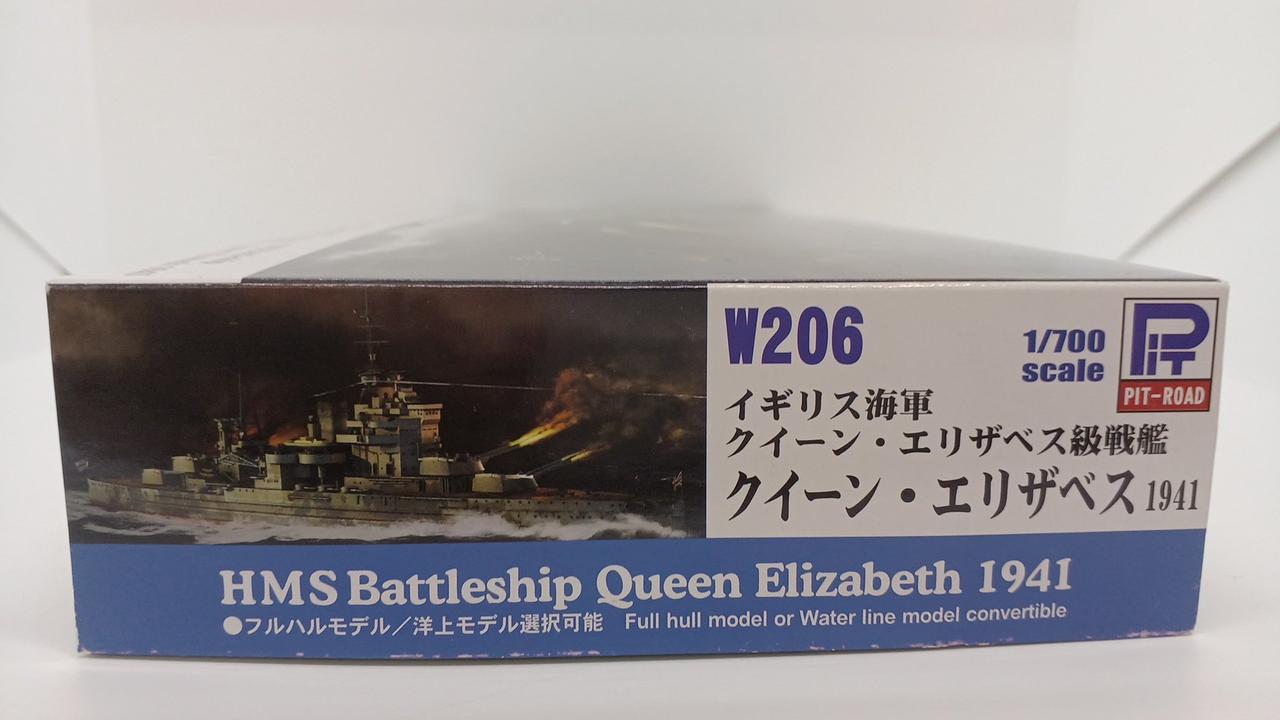 W206
1/700
scale
PIT
PIT-ROAD
イギリス海軍
クイーン・エリザベス級戦艦
クイーン・エリザベス 1941
HMS Battleship Queen Elizabeth 1941
●フルハルモデル／洋上モデル選択可能 Full hull model or Water line model convertible